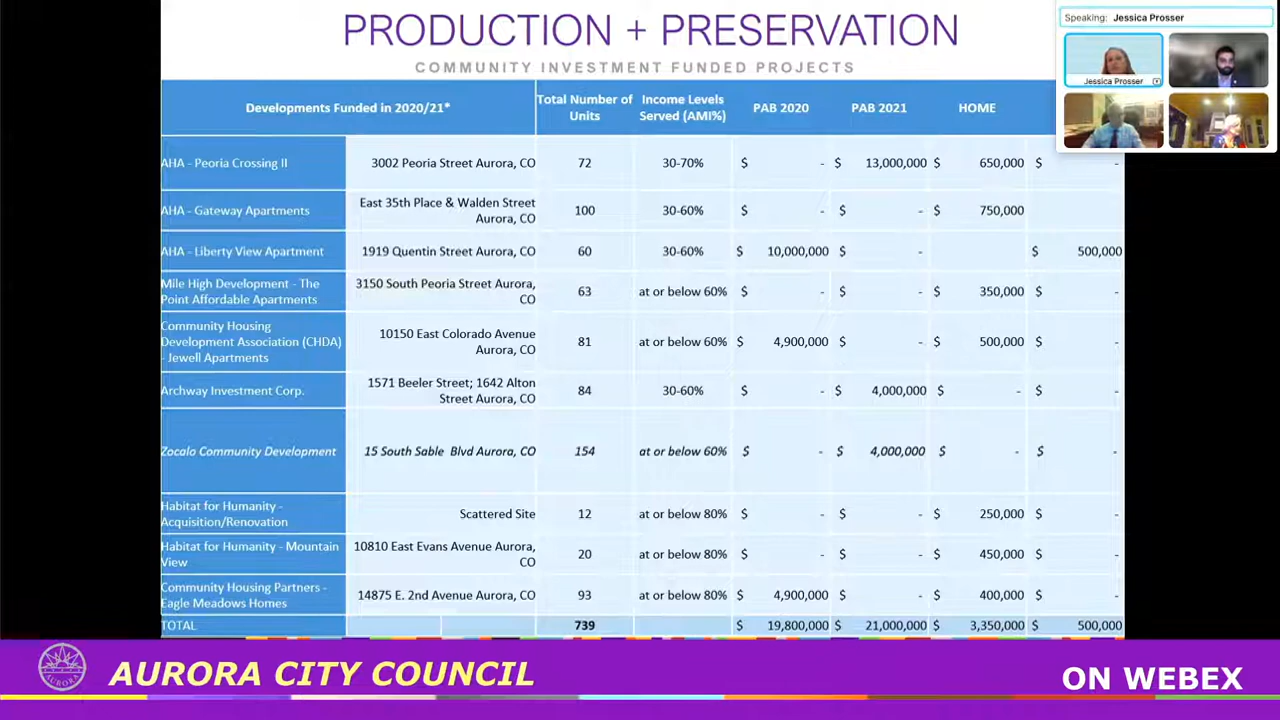 PRODUCTION + PRESERVATION
COMMUNITY INVESTMENT FUNDED PROJECTS
Speaking: Jessica Prosser
Jessica Prosser
Developments Funded in 2020/21* Total Number of Units Income Levels Served (AMI%) PAB 2020 PAB 2021 HOME
AHA - Peoria Crossing II 3002 Peoria Street Aurora, CO 72 30-70% $ - $ 13,000,000 $ 650,000 $ -
AHA - Gateway Apartments East 35th Place & Walden Street Aurora, CO 100 30-60% $ - $ - $ 750,000
AHA - Liberty View Apartment 1919 Quentin Street Aurora, CO 60 30-60% $ 10,000,000 $ - $ 500,000
Mile High Development - The Point Affordable Apartments 3150 South Peoria Street Aurora, CO 63 at or below 60% $ - $ - $ 350,000 $ -
Community Housing Development Association (CHDA) - Jewell Apartments 10150 East Colorado Avenue Aurora, CO 81 at or below 60% $ 4,900,000 $ - $ 500,000 $ -
Archway Investment Corp. 1571 Beeler Street; 1642 Alton Street Aurora, CO 84 30-60% $ - $ 4,000,000 $ - $ -
Zocalo Community Development 15 South Sable Blvd Aurora, CO 154 at or below 60% $ - $ 4,000,000 $ - $ -
Habitat for Humanity - Acquisition/Renovation Scattered Site 12 at or below 80% $ - $ - $ 250,000 $ -
Habitat for Humanity - Mountain View 10810 East Evans Avenue Aurora, CO 20 at or below 80% $ - $ - $ 450,000 $ -
Community Housing Partners - Eagle Meadows Homes 14875 E. 2nd Avenue Aurora, CO 93 at or below 80% $ 4,900,000 $ - $ 400,000 $ -
TOTAL 739 $ 19,800,000 $ 21,000,000 $ 3,350,000 $ 500,000
AURORA
AURORA CITY COUNCIL
ON WEBEX